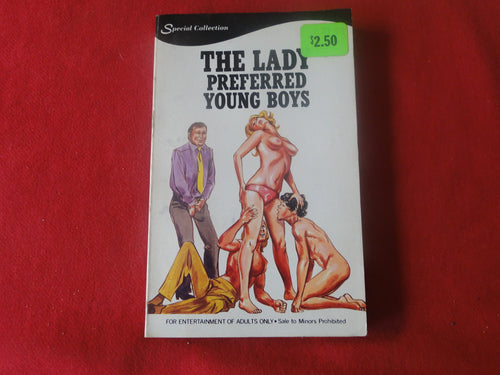 Special Collection
$2.50
THE LADY
PREFERRED
YOUNG BOYS
FOR ENTERTAINMENT OF ADULTS ONLY • Sale to Minors Prohibited